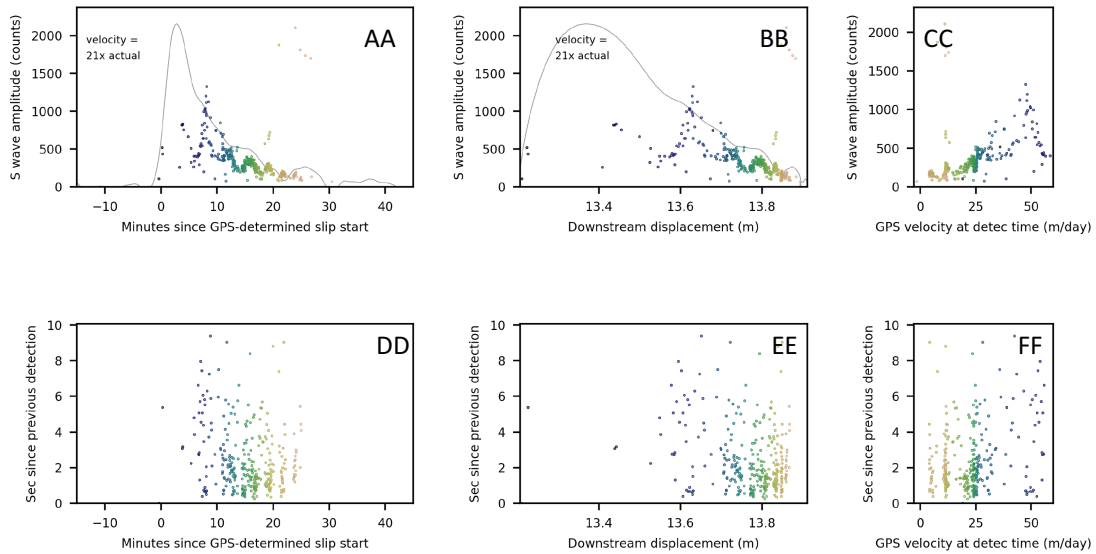 S wave amplitude (counts)
2000
1500
1000
500
0
velocity =
21x actual
AA
−10 0 10 20 30 40
Minutes since GPS-determined slip start
S wave amplitude (counts)
2000
1500
1000
500
0
velocity =
21x actual
BB
13.4 13.6 13.8
Downstream displacement (m)
S wave amplitude (counts)
2000
1500
1000
500
0
CC
0 25 50
GPS velocity at detec time (m/day)
Sec since previous detection
10
8
6
4
2
0
DD
−10 0 10 20 30 40
Minutes since GPS-determined slip start
Sec since previous detection
10
8
6
4
2
0
EE
13.4 13.6 13.8
Downstream displacement (m)
Sec since previous detection
10
8
6
4
2
0
FF
0 25 50
GPS velocity at detec time (m/day)